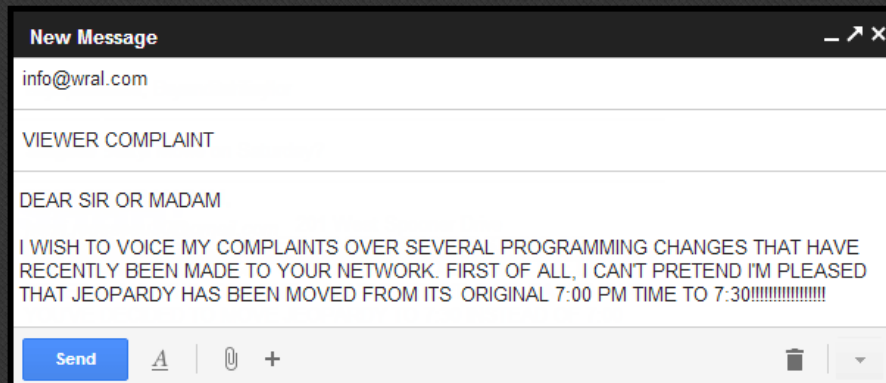 New Message
info@wral.com
VIEWER COMPLAINT
DEAR SIR OR MADAM
I WISH TO VOICE MY COMPLAINTS OVER SEVERAL PROGRAMMING CHANGES THAT HAVE
RECENTLY BEEN MADE TO YOUR NETWORK. FIRST OF ALL, I CAN'T PRETEND I'M PLEASED
THAT JEOPARDY HAS BEEN MOVED FROM ITS ORIGINAL 7:00 PM TIME TO 7:30!!!!!!!!!!!!!!!!!
Send A